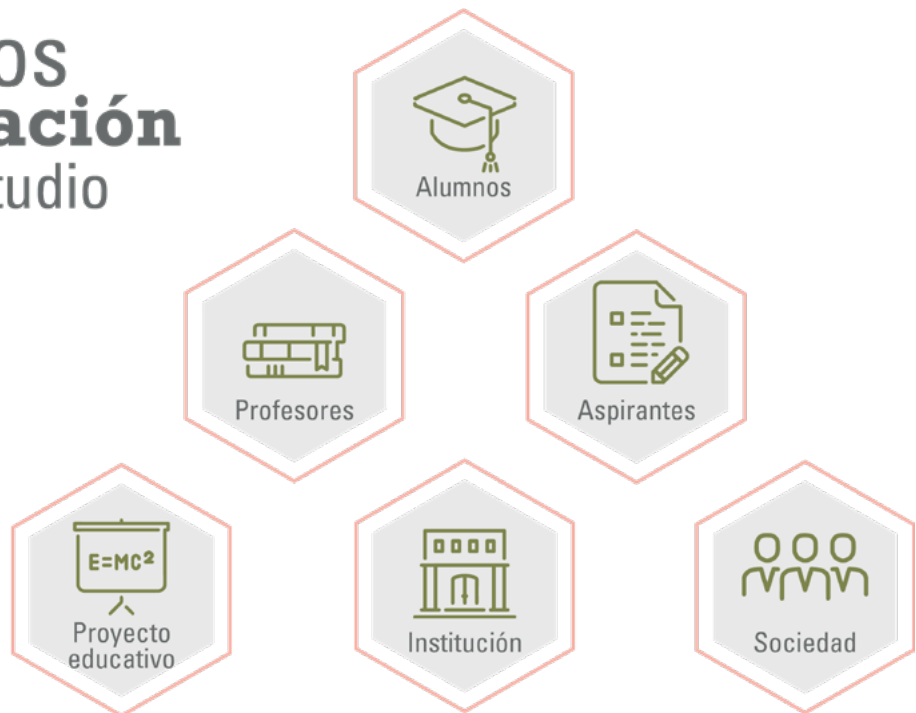 os
ación
tudio
Alumnos
Profesores
Aspirantes
E=MC²
Proyecto
educativo
Institución
Sociedad